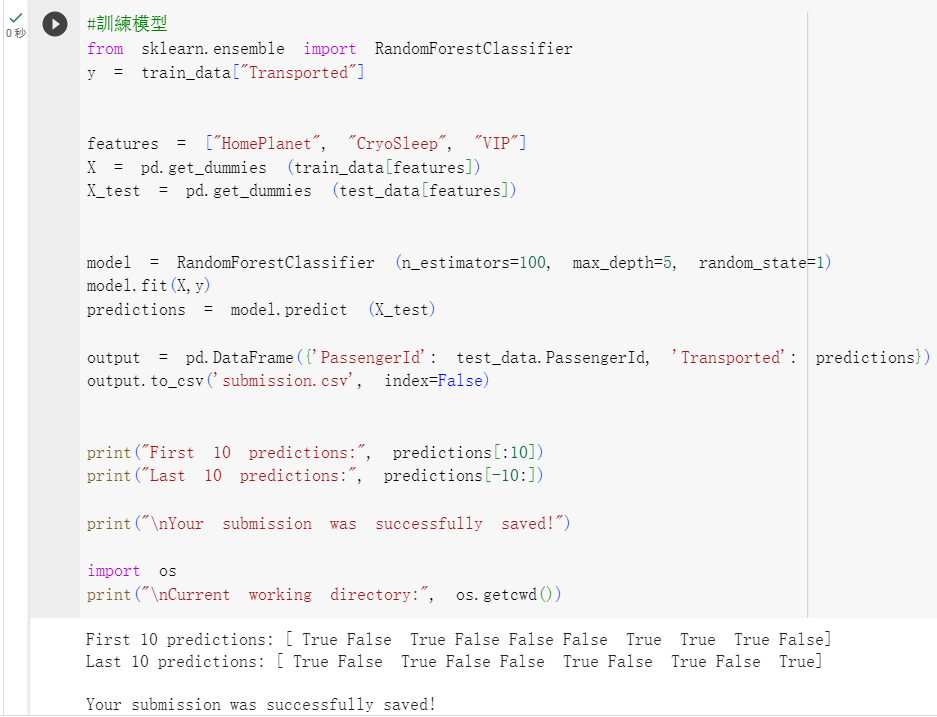 #訓練模型
0 秒
from sklearn.ensemble import RandomForestClassifier
y = train_data["Transported"]
features = ["HomePlanet", "CryoSleep", "VIP"]
X = pd.get_dummies (train_data[features])
X_test = pd.get_dummies (test_data[features])
model = RandomForestClassifier (n_estimators=100, max_depth=5, random_state=1)
model.fit(X,y)
predictions = model.predict (X_test)
output = pd.DataFrame({'PassengerId': test_data.PassengerId, 'Transported': predictions})
output.to_csv('submission.csv', index=False)
print("First 10 predictions:", predictions[:10])
print("Last 10 predictions:", predictions[-10:])
print("\nYour submission was successfully saved!")
import os
print("\nCurrent working directory:", os.getcwd())
First 10 predictions: [ True False  True False False False  True  True  True False]
Last 10 predictions: [ True False  True False False  True False  True False  True]
Your submission was successfully saved!